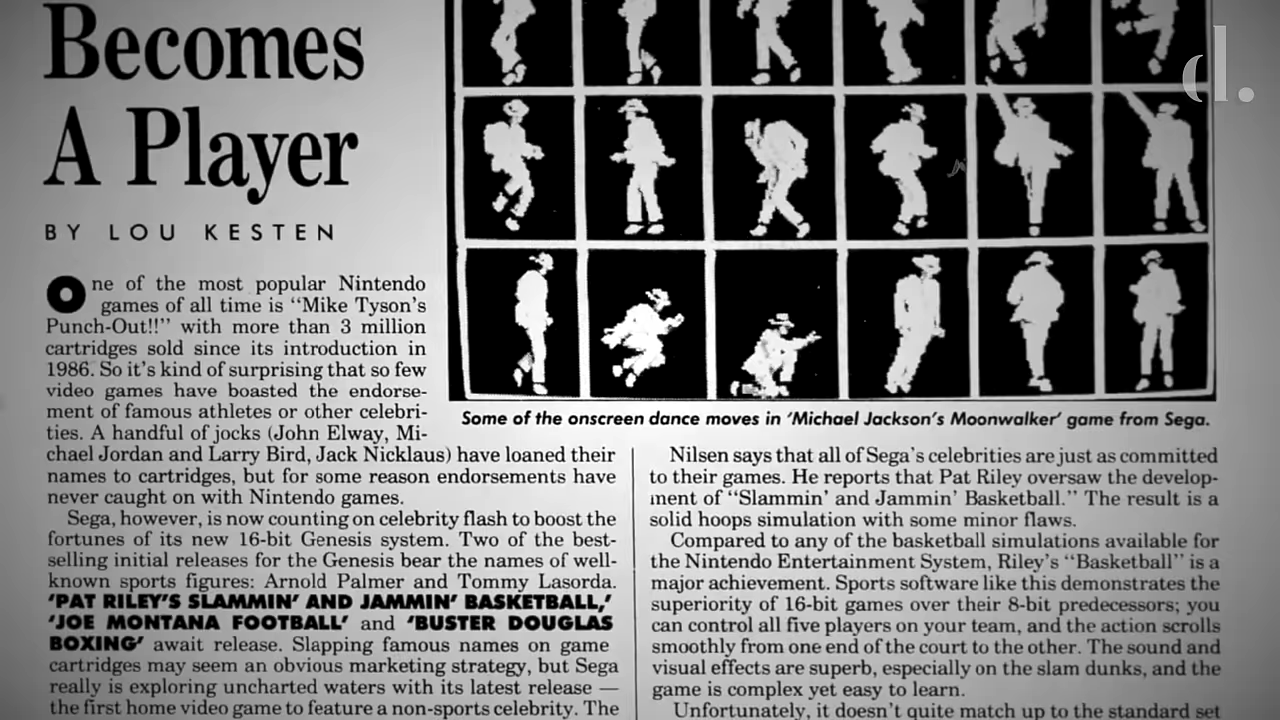 Becomes
A Player
BY LOU KESTEN
One of the most popular Nintendo
games of all time is “Mike Tyson’s
Punch-Out!!” with more than 3 million
cartridges sold since its introduction in
1986. So it’s kind of surprising that so few
video games have boasted the endorse-
ment of famous athletes or other celebri-
ties. A handful of jocks (John Elway, Mi-
chael Jordan and Larry Bird, Jack Nicklaus) have loaned their
names to cartridges, but for some reason endorsements have
never caught on with Nintendo games.
Sega, however, is now counting on celebrity flash to boost the
fortunes of its new 16-bit Genesis system. Two of the best-
selling initial releases for the Genesis bear the names of well-
known sports figures: Arnold Palmer and Tommy Lasorda.
‘PAT RILEY’S SLAMMIN’ AND JAMMIN’ BASKETBALL,’
‘JOE MONTANA FOOTBALL’ and ‘BUSTER DOUGLAS
BOXING’ await release. Slapping famous names on game
cartridges may seem an obvious marketing strategy, but Sega
really is exploring uncharted waters with its latest release —
the first home video game to feature a non-sports celebrity. The
d.
Some of the onscreen dance moves in ‘Michael Jackson’s Moonwalker’ game from Sega.
Nilsen says that all of Sega’s celebrities are just as committed
to their games. He reports that Pat Riley oversaw the develop-
ment of “Slammin’ and Jammin’ Basketball.” The result is a
solid hoops simulation with some minor flaws.
Compared to any of the basketball simulations available for
the Nintendo Entertainment System, Riley’s “Basketball” is a
major achievement. Sports software like this demonstrates the
superiority of 16-bit games over their 8-bit predecessors; you
can control all five players on your team, and the action scrolls
smoothly from one end of the court to the other. The sound and
visual effects are superb, especially on the slam dunks, and the
game is complex yet easy to learn.
Unfortunately, it doesn’t quite match up to the standard set